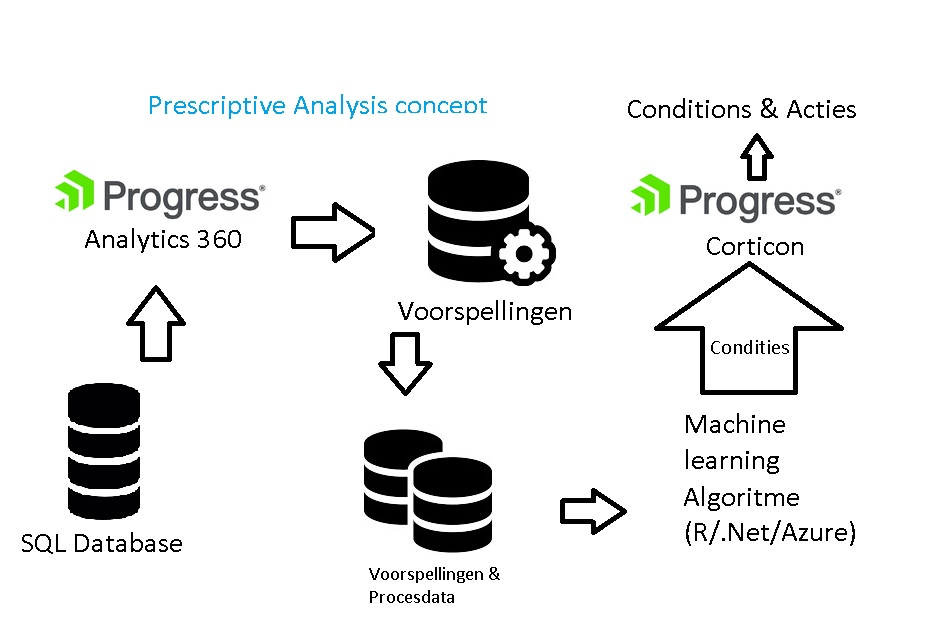 Prescriptive Analysis concept
Conditions & Acties
Progress®
Analytics 360
Progress®
Corticon
Voorspellingen
Condities
SQL Database
Machine
learning
Algoritme
(R/.Net/Azure)
Voorspellingen &
Procesdata